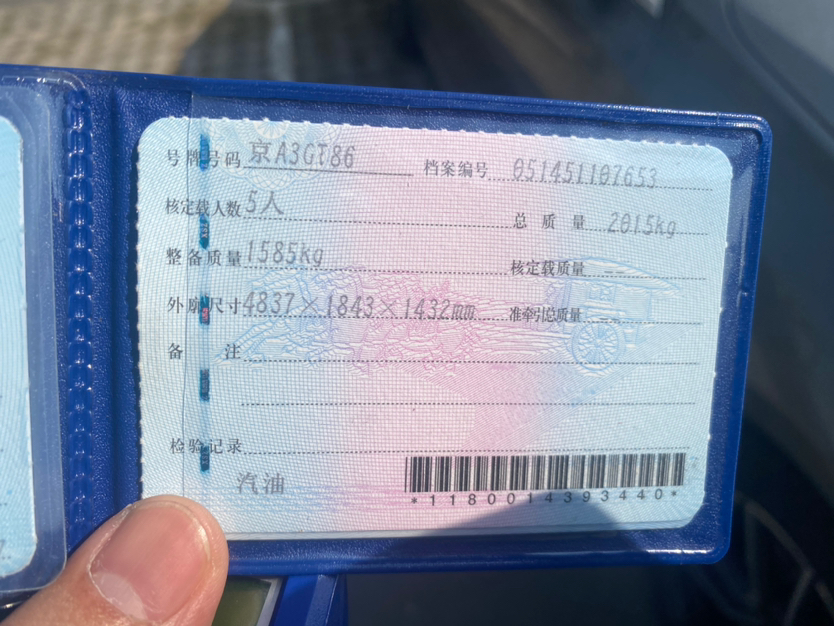 号牌号码 京A3GT86 档案编号 051451107653
核定载人数 5人 总质量 2015kg
整备质量 1585kg 核定载质量 --
外廓尺寸 4837×1843×1432mm 准牵引总质量 --
备注
检验记录
汽油
*1180014393440*